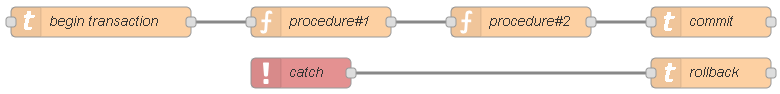 begin transaction procedure#1 procedure#2 commit
catch rollback